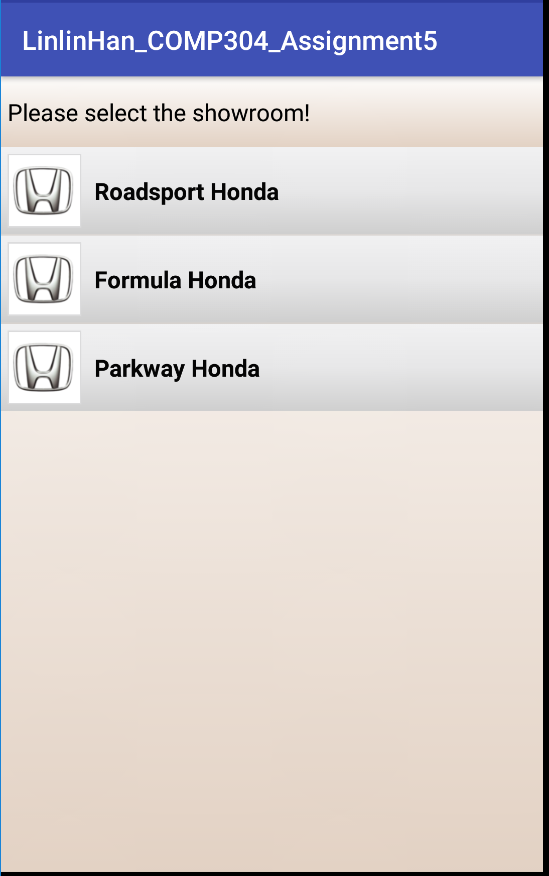 LinlinHan_COMP304_Assignment5
Please select the showroom!
Roadsport Honda
Formula Honda
Parkway Honda